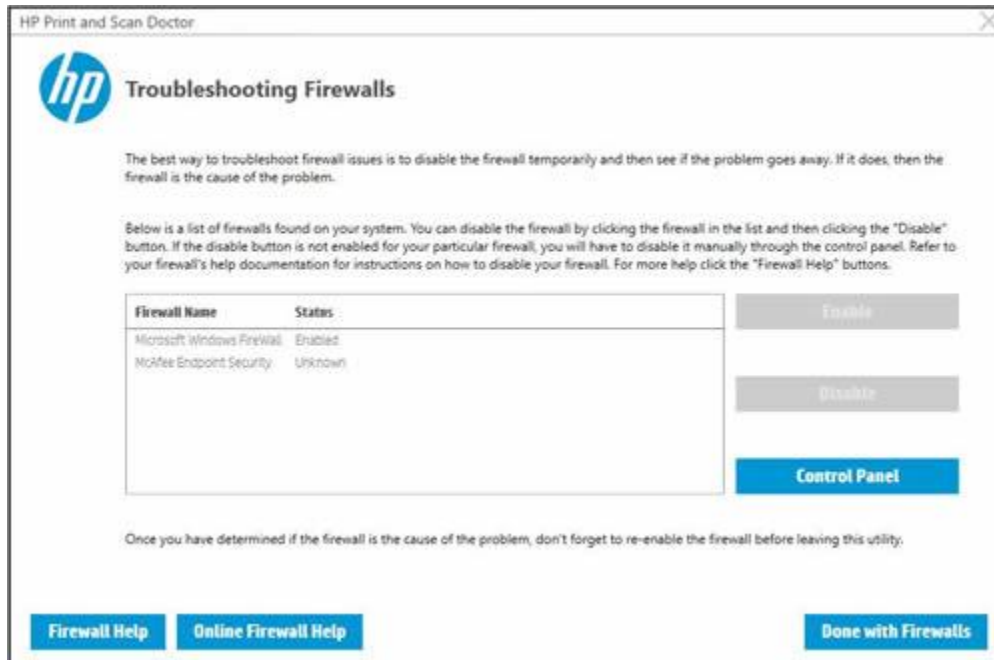 HP Print and Scan Doctor
hp
Troubleshooting Firewalls
The best way to troubleshoot firewall issues is to disable the firewall temporarily and then see if the problem goes away. If it does, then the
firewall is the cause of the problem.
Below is a list of firewalls found on your system. You can disable the firewall by clicking the firewall in the list and then clicking the "Disable"
button. If the disable button is not enabled for your particular firewall, you will have to disable it manually through the control panel. Refer to
your firewall's help documentation for instructions on how to disable your firewall. For more help click the "Firewall Help" buttons.
Firewall Name Status
Microsoft Windows FireWall Enabled
McAfee Endpoint Security Unknown
Enable
Disable
Control Panel
Once you have determined if the firewall is the cause of the problem, don't forget to re-enable the firewall before leaving this utility.
Firewall Help Online Firewall Help Done with Firewalls